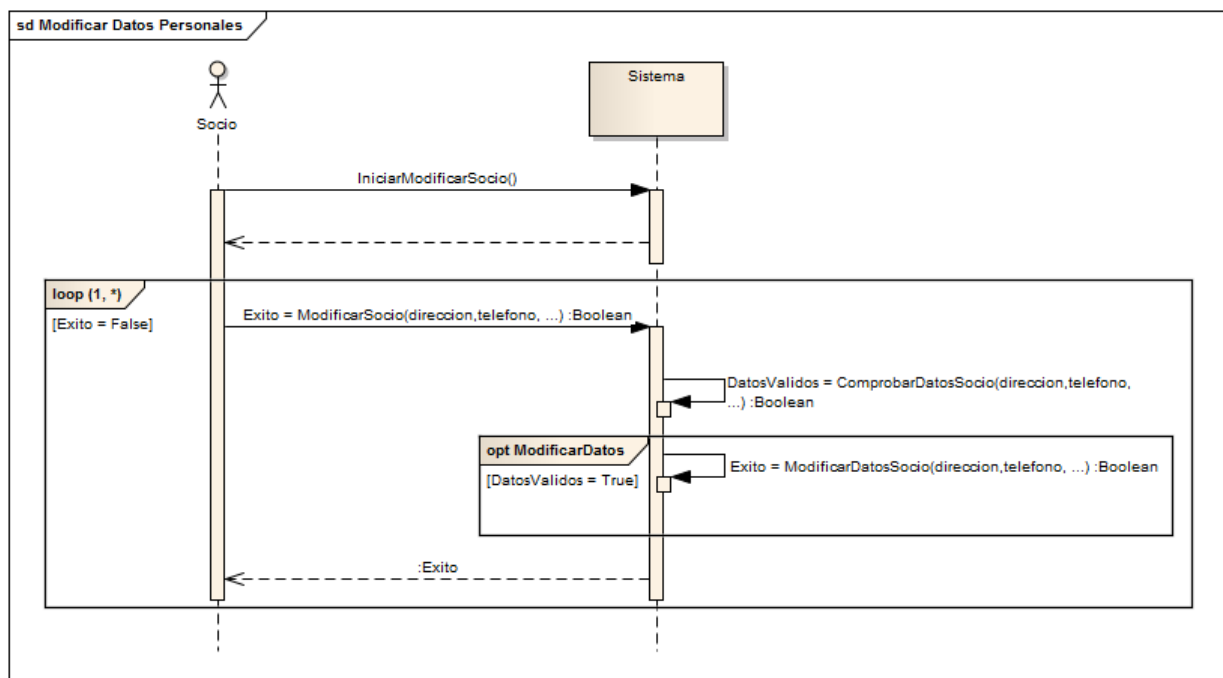 sd Modificar Datos Personales
Socio
Sistema
IniciarModificarSocio()
loop (1, *)
[Exito = False]
Exito = ModificarSocio(direccion,telefono, ...) :Boolean
DatosValidos = ComprobarDatosSocio(direccion,telefono,
...) :Boolean
opt ModificarDatos
[DatosValidos = True]
Exito = ModificarDatosSocio(direccion,telefono, ...) :Boolean
:Exito